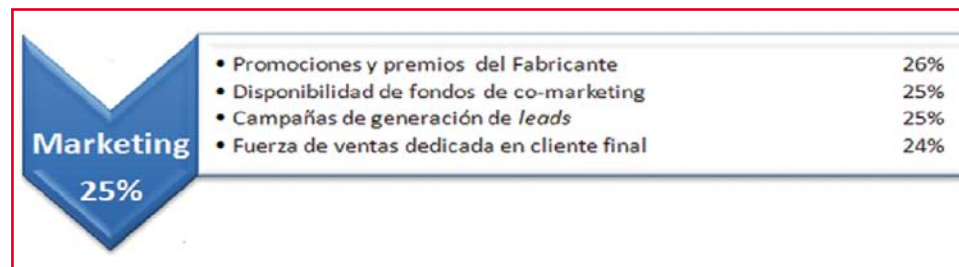 Marketing
25%
• Promociones y premios del Fabricante 26%
• Disponibilidad de fondos de co-marketing 25%
• Campañas de generación de leads 25%
• Fuerza de ventas dedicada en cliente final 24%